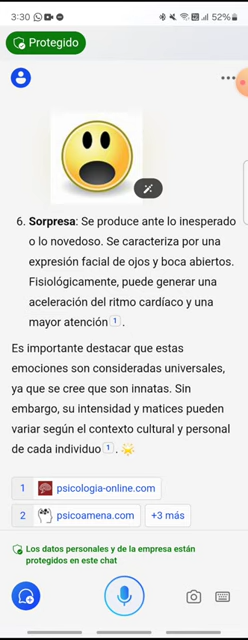 3:30 52%
Protegido
6. Sorpresa: Se produce ante lo inesperado
o lo novedoso. Se caracteriza por una
expresión facial de ojos y boca abiertos.
Fisiológicamente, puede generar una
aceleración del ritmo cardíaco y una
mayor atención 1 .
Es importante destacar que estas
emociones son consideradas universales,
ya que se cree que son innatas. Sin
embargo, su intensidad y matices pueden
variar según el contexto cultural y personal
de cada individuo 1 .
1 psicologia-online.com
2 psicoamena.com +3 más
Los datos personales y de la empresa están
protegidos en este chat